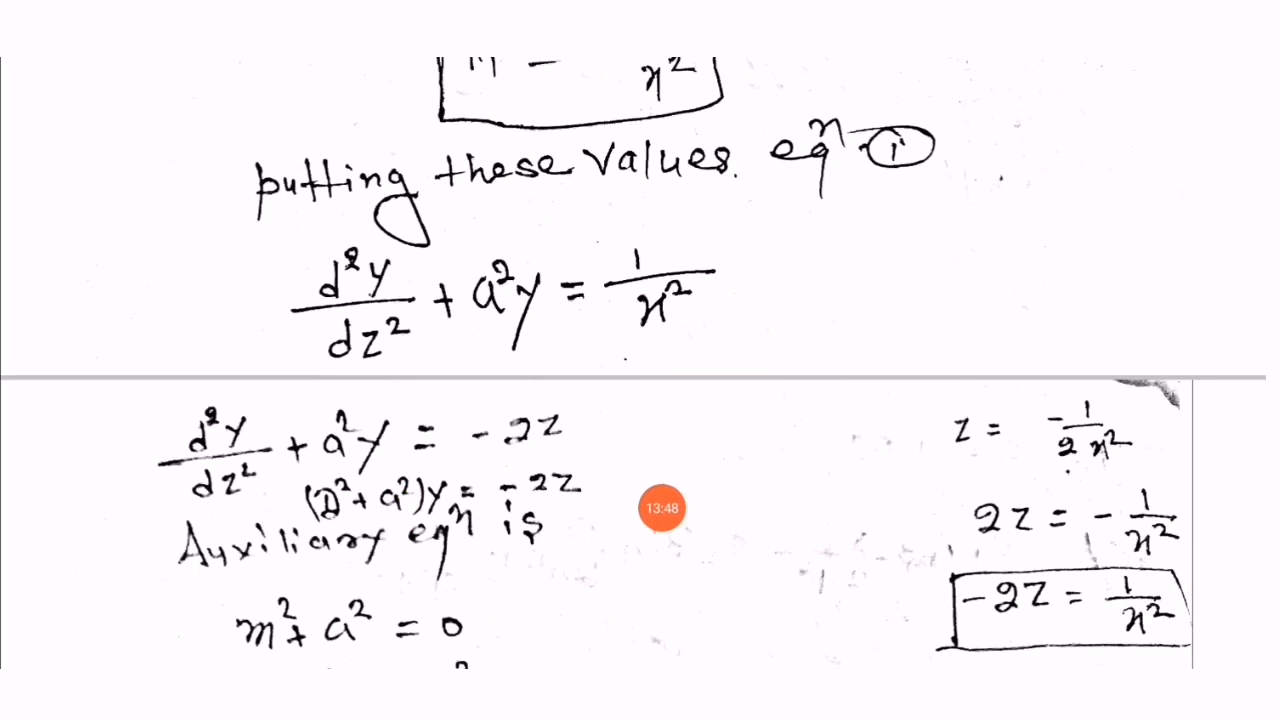 x²
putting these values. eqⁿ-①
d²y/dz² + a²y = 1/x²
d²y/dz² + a²y = -2z
(D² + a²)y = -2z
Auxiliary eqⁿ is
m² + a² = 0
z = -1/2x²
2z = -1/x²
-2z = 1/x²
13:48